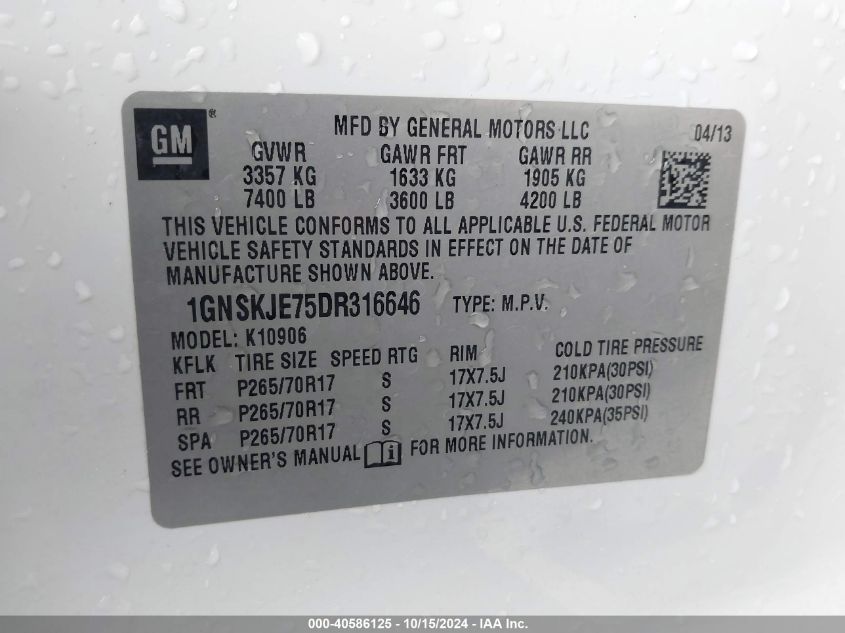 GM®
MFD BY GENERAL MOTORS LLC 04/13
GVWR GAWR FRT GAWR RR
3357 KG 1633 KG 1905 KG
7400 LB 3600 LB 4200 LB
THIS VEHICLE CONFORMS TO ALL APPLICABLE U.S. FEDERAL MOTOR
VEHICLE SAFETY STANDARDS IN EFFECT ON THE DATE OF
MANUFACTURE SHOWN ABOVE.
1GNSKJE75DR316646 TYPE: M.P.V.
MODEL: K10906
KFLK TIRE SIZE SPEED RTG RIM COLD TIRE PRESSURE
FRT P265/70R17 S 17X7.5J 210KPA(30PSI)
RR P265/70R17 S 17X7.5J 210KPA(30PSI)
SPA P265/70R17 S 17X7.5J 240KPA(35PSI)
SEE OWNER'S MANUAL i FOR MORE INFORMATION.
000-40586125 - 10/15/2024 - IAA Inc.